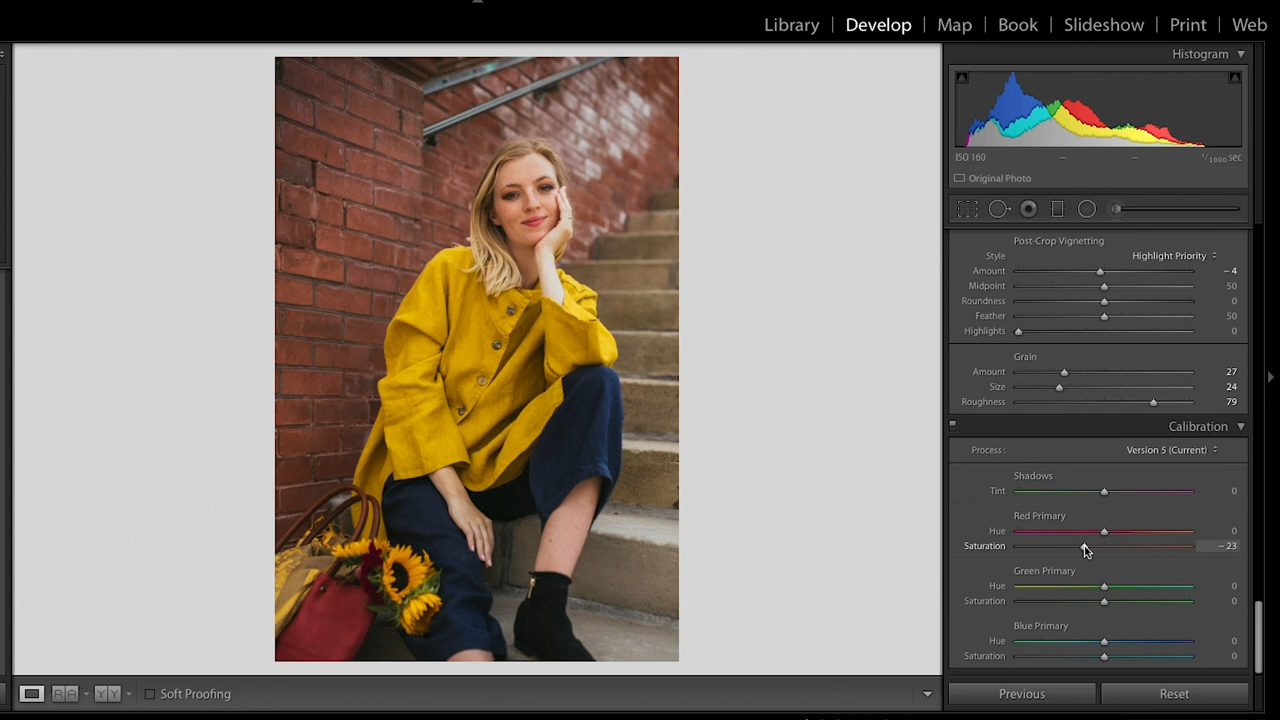 Library | Develop | Map | Book | Slideshow | Print | Web
Histogram
ISO 160 – – 1/1000 sec
Original Photo
Post-Crop Vignetting
Style Highlight Priority
Amount – 4
Midpoint 50
Roundness 0
Feather 50
Highlights 0
Grain
Amount 27
Size 24
Roughness 79
Calibration
Process : Version 5 (Current)
Shadows
Tint 0
Red Primary
Hue 0
Saturation – 23
Green Primary
Hue 0
Saturation 0
Blue Primary
Hue 0
Saturation 0
R A Y Y Soft Proofing
Previous Reset